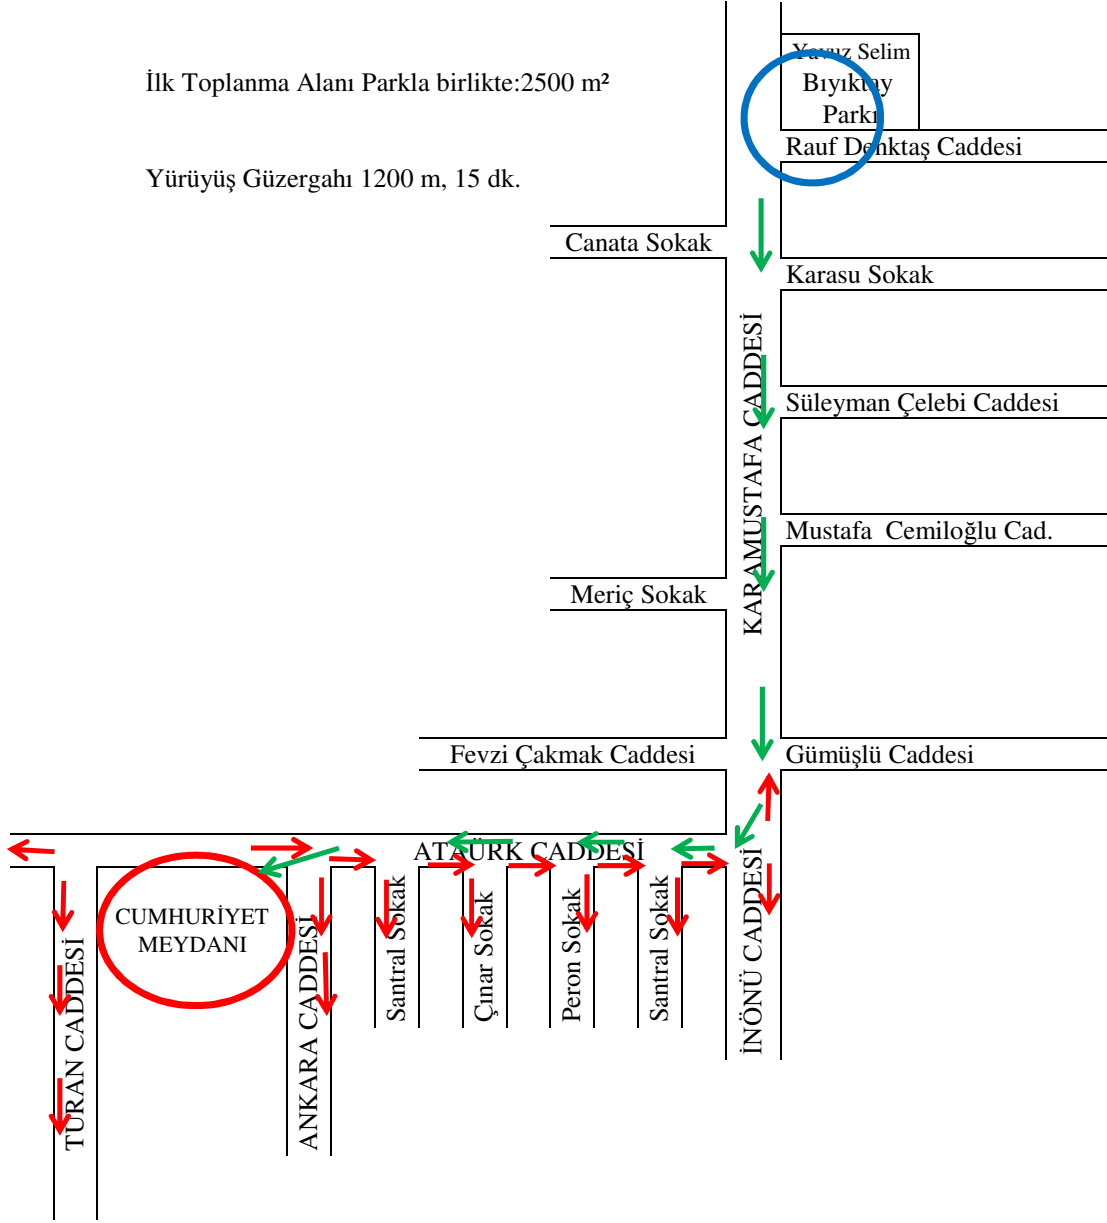 Yavuz Selim
Bıyıktay
Parkı
İlk Toplanma Alanı Parkla birlikte:2500 m²
Rauf Denktaş Caddesi
Yürüyüş Güzergahı 1200 m, 15 dk.
Canata Sokak
Karasu Sokak
KARAMUSTAFA CADDESİ
Süleyman Çelebi Caddesi
Mustafa Cemiloğlu Cad.
Meriç Sokak
Fevzi Çakmak Caddesi
Gümüşlü Caddesi
ATAÜRK CADDESİ
CUMHURİYET
MEYDANI
TURAN CADDESİ
ANKARA CADDESİ
Santral Sokak
Çınar Sokak
Peron Sokak
Santral Sokak
İNÖNÜ CADDESİ